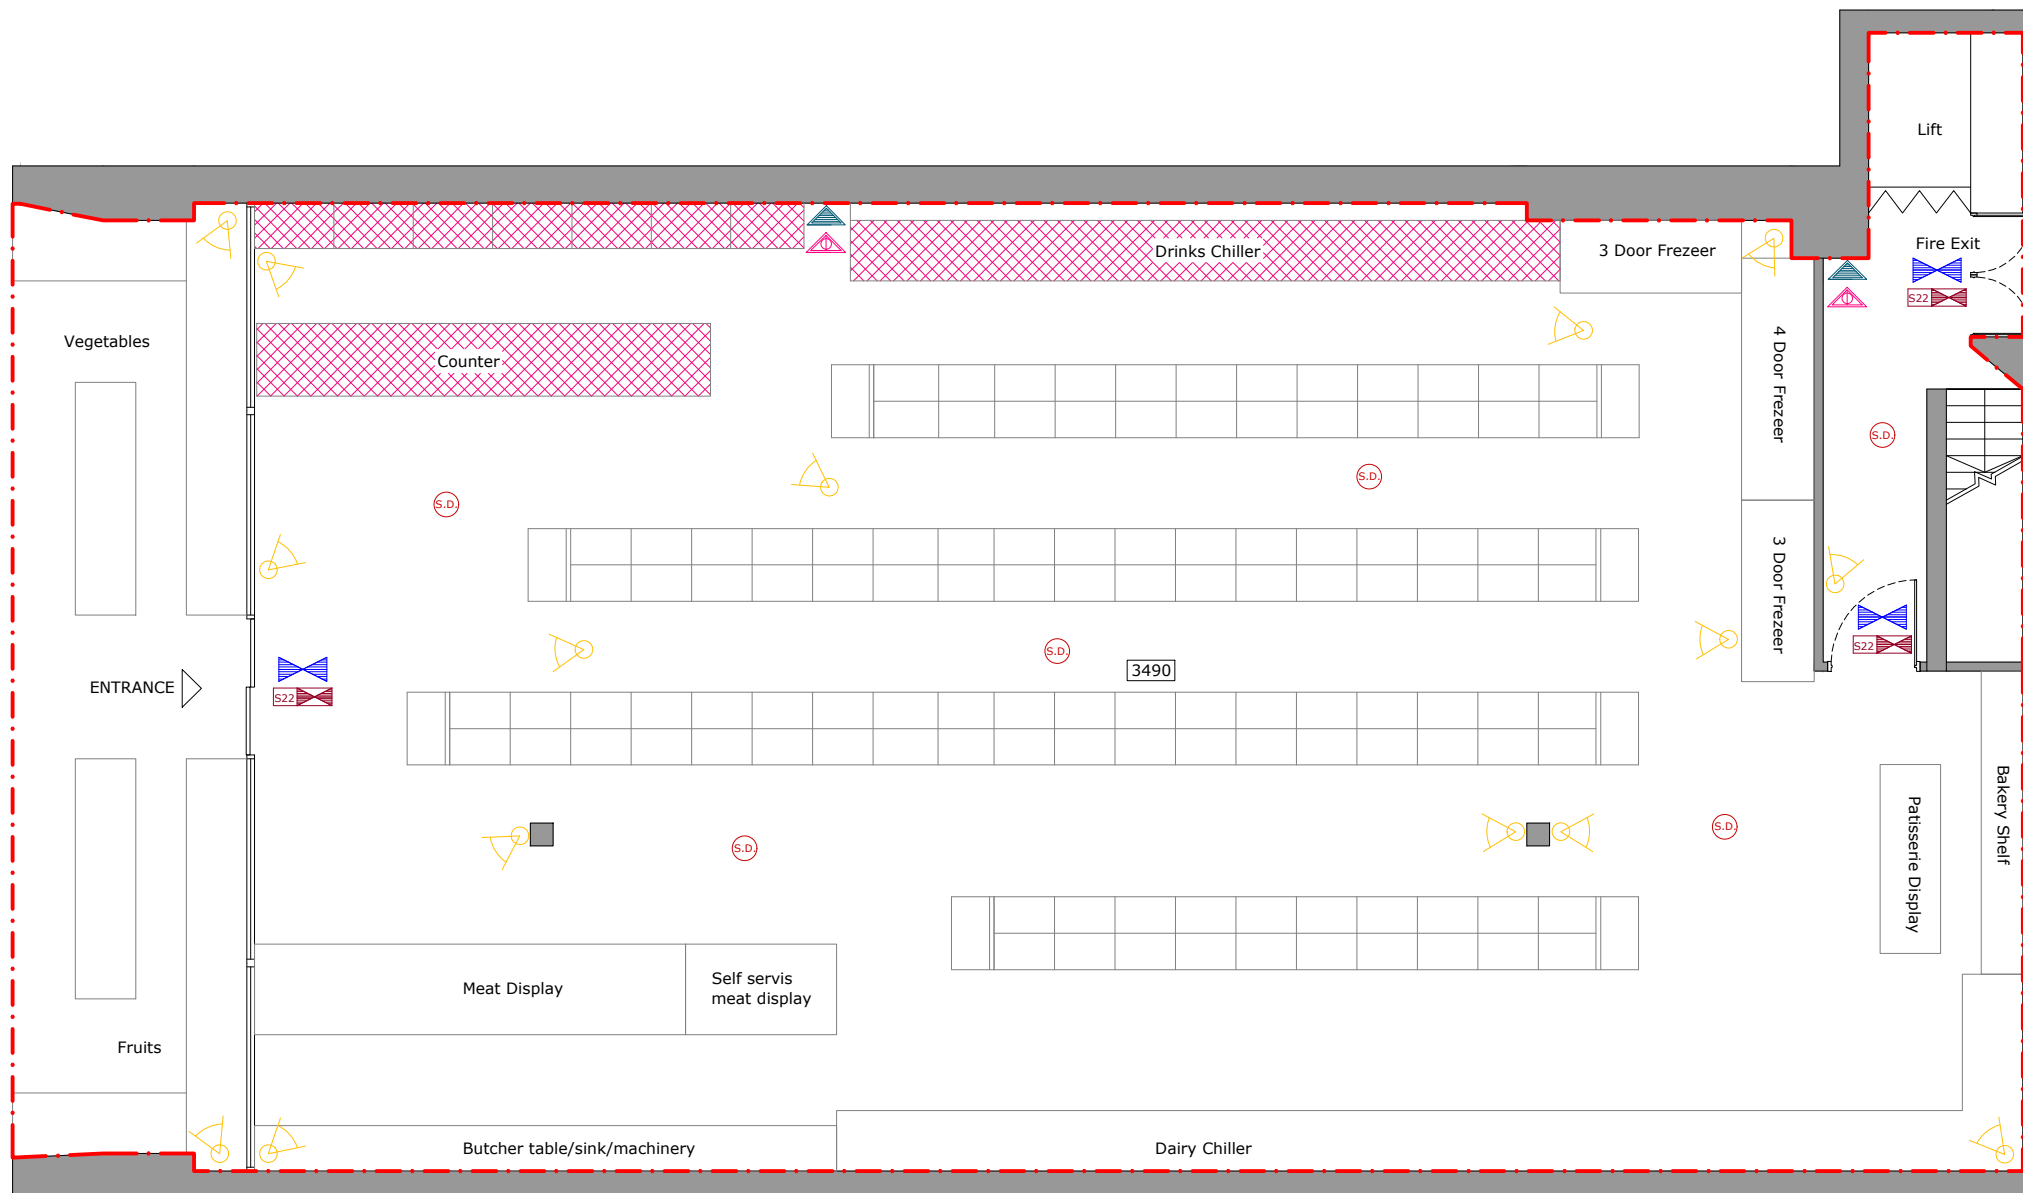 Lift
Fire Exit
S22
Drinks Chiller
3 Door Frezeer
Vegetables
Counter
4 Door Frezeer
S.D.
S.D.
S.D.
3 Door Frezeer
S22
S.D.
3490
ENTRANCE
S22
S.D.
S.D.
Bakery Shelf
Patisserie Display
Meat Display
Self servis
meat display
Fruits
Butcher table/sink/machinery
Dairy Chiller